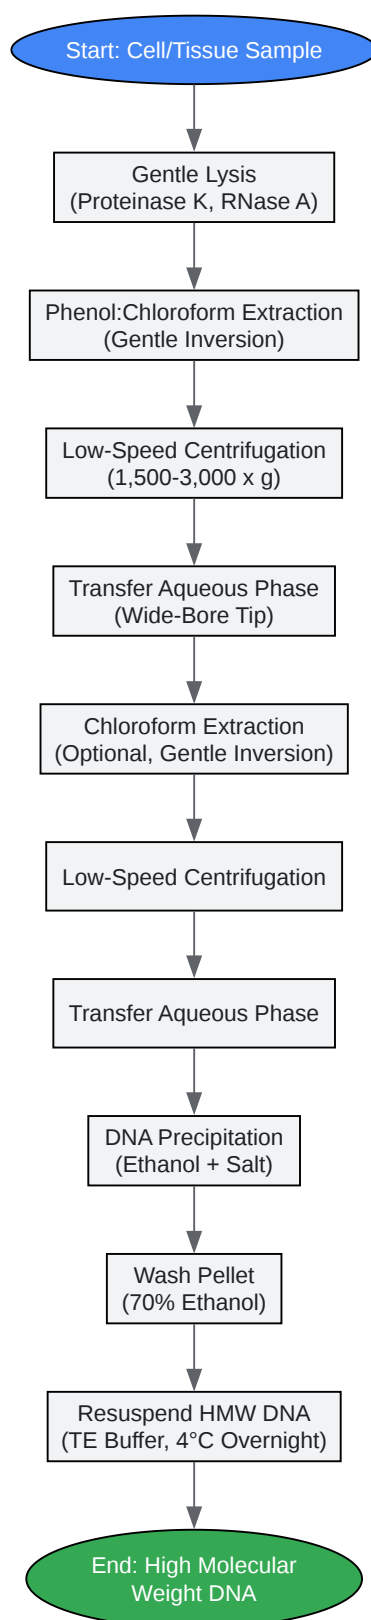 Start: Cell/Tissue Sample
Gentle Lysis
(Proteinase K, RNase A)
Phenol:Chloroform Extraction
(Gentle Inversion)
Low-Speed Centrifugation
(1,500-3,000 x g)
Transfer Aqueous Phase
(Wide-Bore Tip)
Chloroform Extraction
(Optional, Gentle Inversion)
Low-Speed Centrifugation
Transfer Aqueous Phase
DNA Precipitation
(Ethanol + Salt)
Wash Pellet
(70% Ethanol)
Resuspend HMW DNA
(TE Buffer, 4°C Overnight)
End: High Molecular
Weight DNA